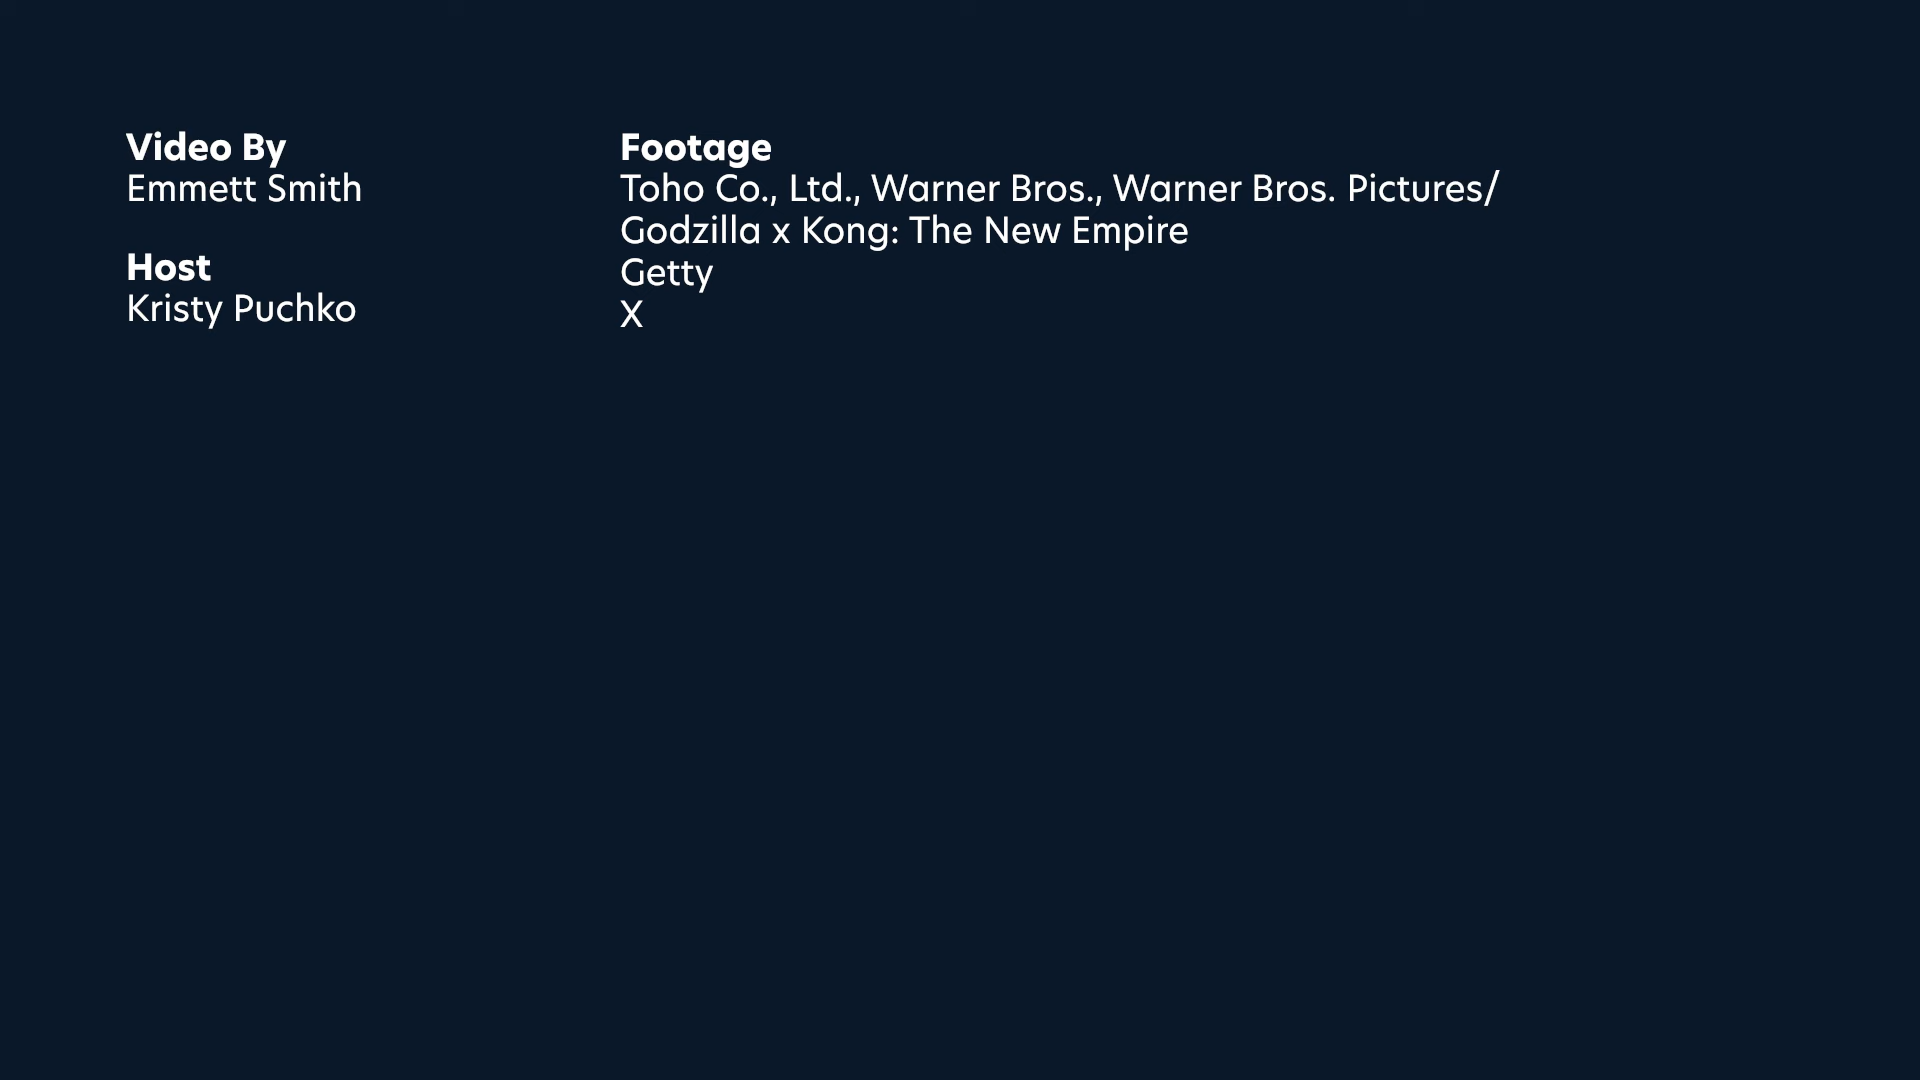 Video By
Emmett Smith
Host
Kristy Puchko
Footage
Toho Co., Ltd., Warner Bros., Warner Bros. Pictures/
Godzilla x Kong: The New Empire
Getty
X